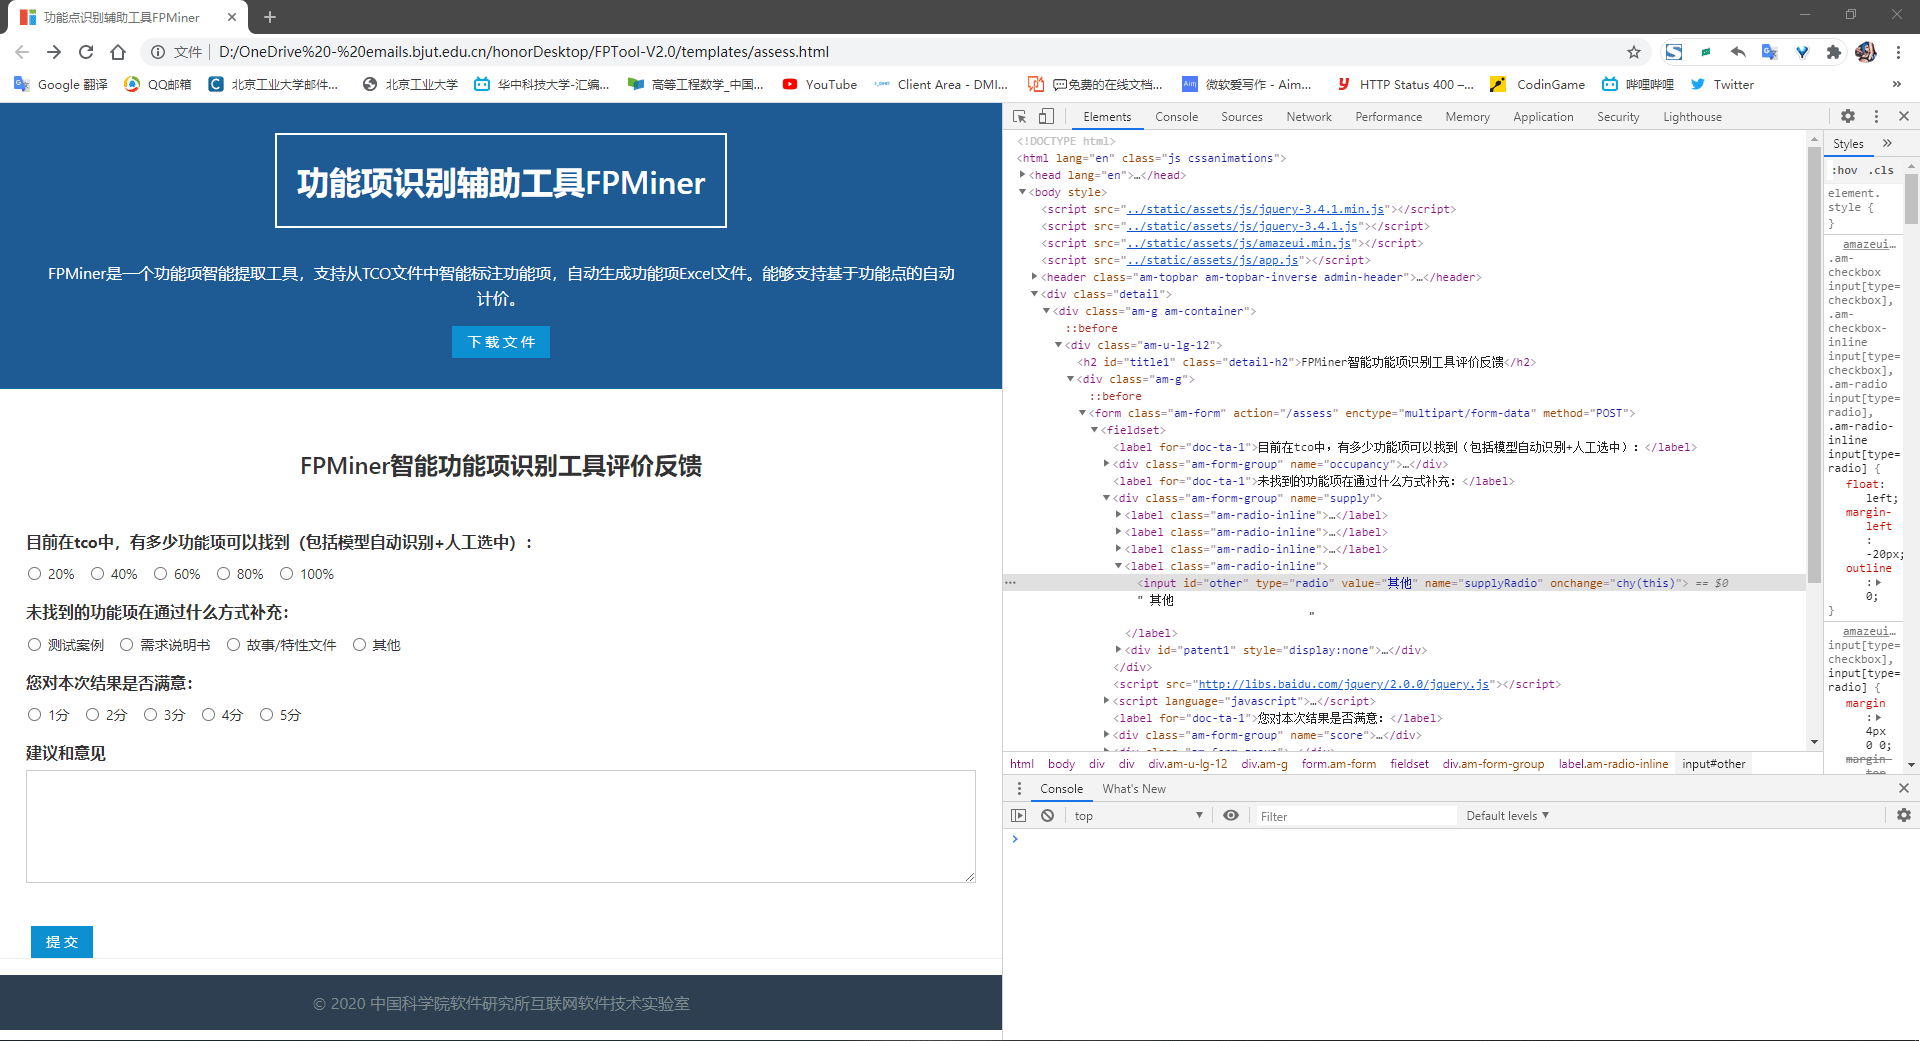 功能点识别辅助工具FPMiner
文件 D:/OneDrive%20-%20emails.bjut.edu.cn/honorDesktop/FPTool-V2.0/templates/assess.html
Google 翻译 QQ邮箱 北京工业大学邮件... 北京工业大学 华中科技大学-汇编... 高等工程数学_中国... YouTube Client Area - DMI... 免费的在线文档... 微软爱写作 - Aim... HTTP Status 400 –... CodinGame 哔哩哔哩 Twitter »
功能项识别辅助工具FPMiner
FPMiner是一个功能项智能提取工具，支持从TCO文件中智能标注功能项，自动生成功能项Excel文件。能够支持基于功能点的自动
计价。
下 载 文 件
FPMiner智能功能项识别工具评价反馈
目前在tco中，有多少功能项可以找到（包括模型自动识别+人工选中）:
20% 40% 60% 80% 100%
未找到的功能项在通过什么方式补充:
测试案例 需求说明书 故事/特性文件 其他
您对本次结果是否满意:
1分 2分 3分 4分 5分
建议和意见
提 交
© 2020 中国科学院软件研究所互联网软件技术实验室
Elements Console Sources Network Performance Memory Application Security Lighthouse
<!DOCTYPE html>
<html lang="en" class="js cssanimations">
<head lang="en">…</head>
<body style>
<script src="../static/assets/js/jquery-3.4.1.min.js"></script>
<script src="../static/assets/js/jquery-3.4.1.js"></script>
<script src="../static/assets/js/amazeui.min.js"></script>
<script src="../static/assets/js/app.js"></script>
<header class="am-topbar am-topbar-inverse admin-header">…</header>
<div class="detail">
<div class="am-g am-container">
::before
<div class="am-u-lg-12">
<h2 id="title1" class="detail-h2">FPMiner智能功能项识别工具评价反馈</h2>
<div class="am-g">
::before
<form class="am-form" action="/assess" enctype="multipart/form-data" method="POST">
<fieldset>
<label for="doc-ta-1">目前在tco中，有多少功能项可以找到（包括模型自动识别+人工选中）: </label>
<div class="am-form-group" name="occupancy">…</div>
<label for="doc-ta-1">未找到的功能项在通过什么方式补充: </label>
<div class="am-form-group" name="supply">
<label class="am-radio-inline">…</label>
<label class="am-radio-inline">…</label>
<label class="am-radio-inline">…</label>
<label class="am-radio-inline">
<input id="other" type="radio" value="其他" name="supplyRadio" onchange="chy(this)"> == $0
" 其他
"
</label>
<div id="patent1" style="display:none">…</div>
</div>
<script src="http://libs.baidu.com/jquery/2.0.0/jquery.js"></script>
<script language="javascript">…</script>
<label for="doc-ta-1">您对本次结果是否满意: </label>
<div class="am-form-group" name="score">…</div>
html body div div div.am-u-lg-12 div.am-g form.am-form fieldset div.am-form-group label.am-radio-inline input#other
Styles »
:hov .cls
element.
style {
}
amazeui…
.am-
checkbox
input[type=
checkbox],
.am-
checkbox-
inline
input[type=
checkbox],
.am-radio
input[type=
radio],
.am-radio-
inline
input[type=
radio] {
float:
left;
margin-
left
:
-20px;
outline
:
0;
}
amazeui…
input[type=
checkbox],
input[type=
radio] {
margin
:
4px
0 0;
margin-
top
Console What's New
top Filter Default levels